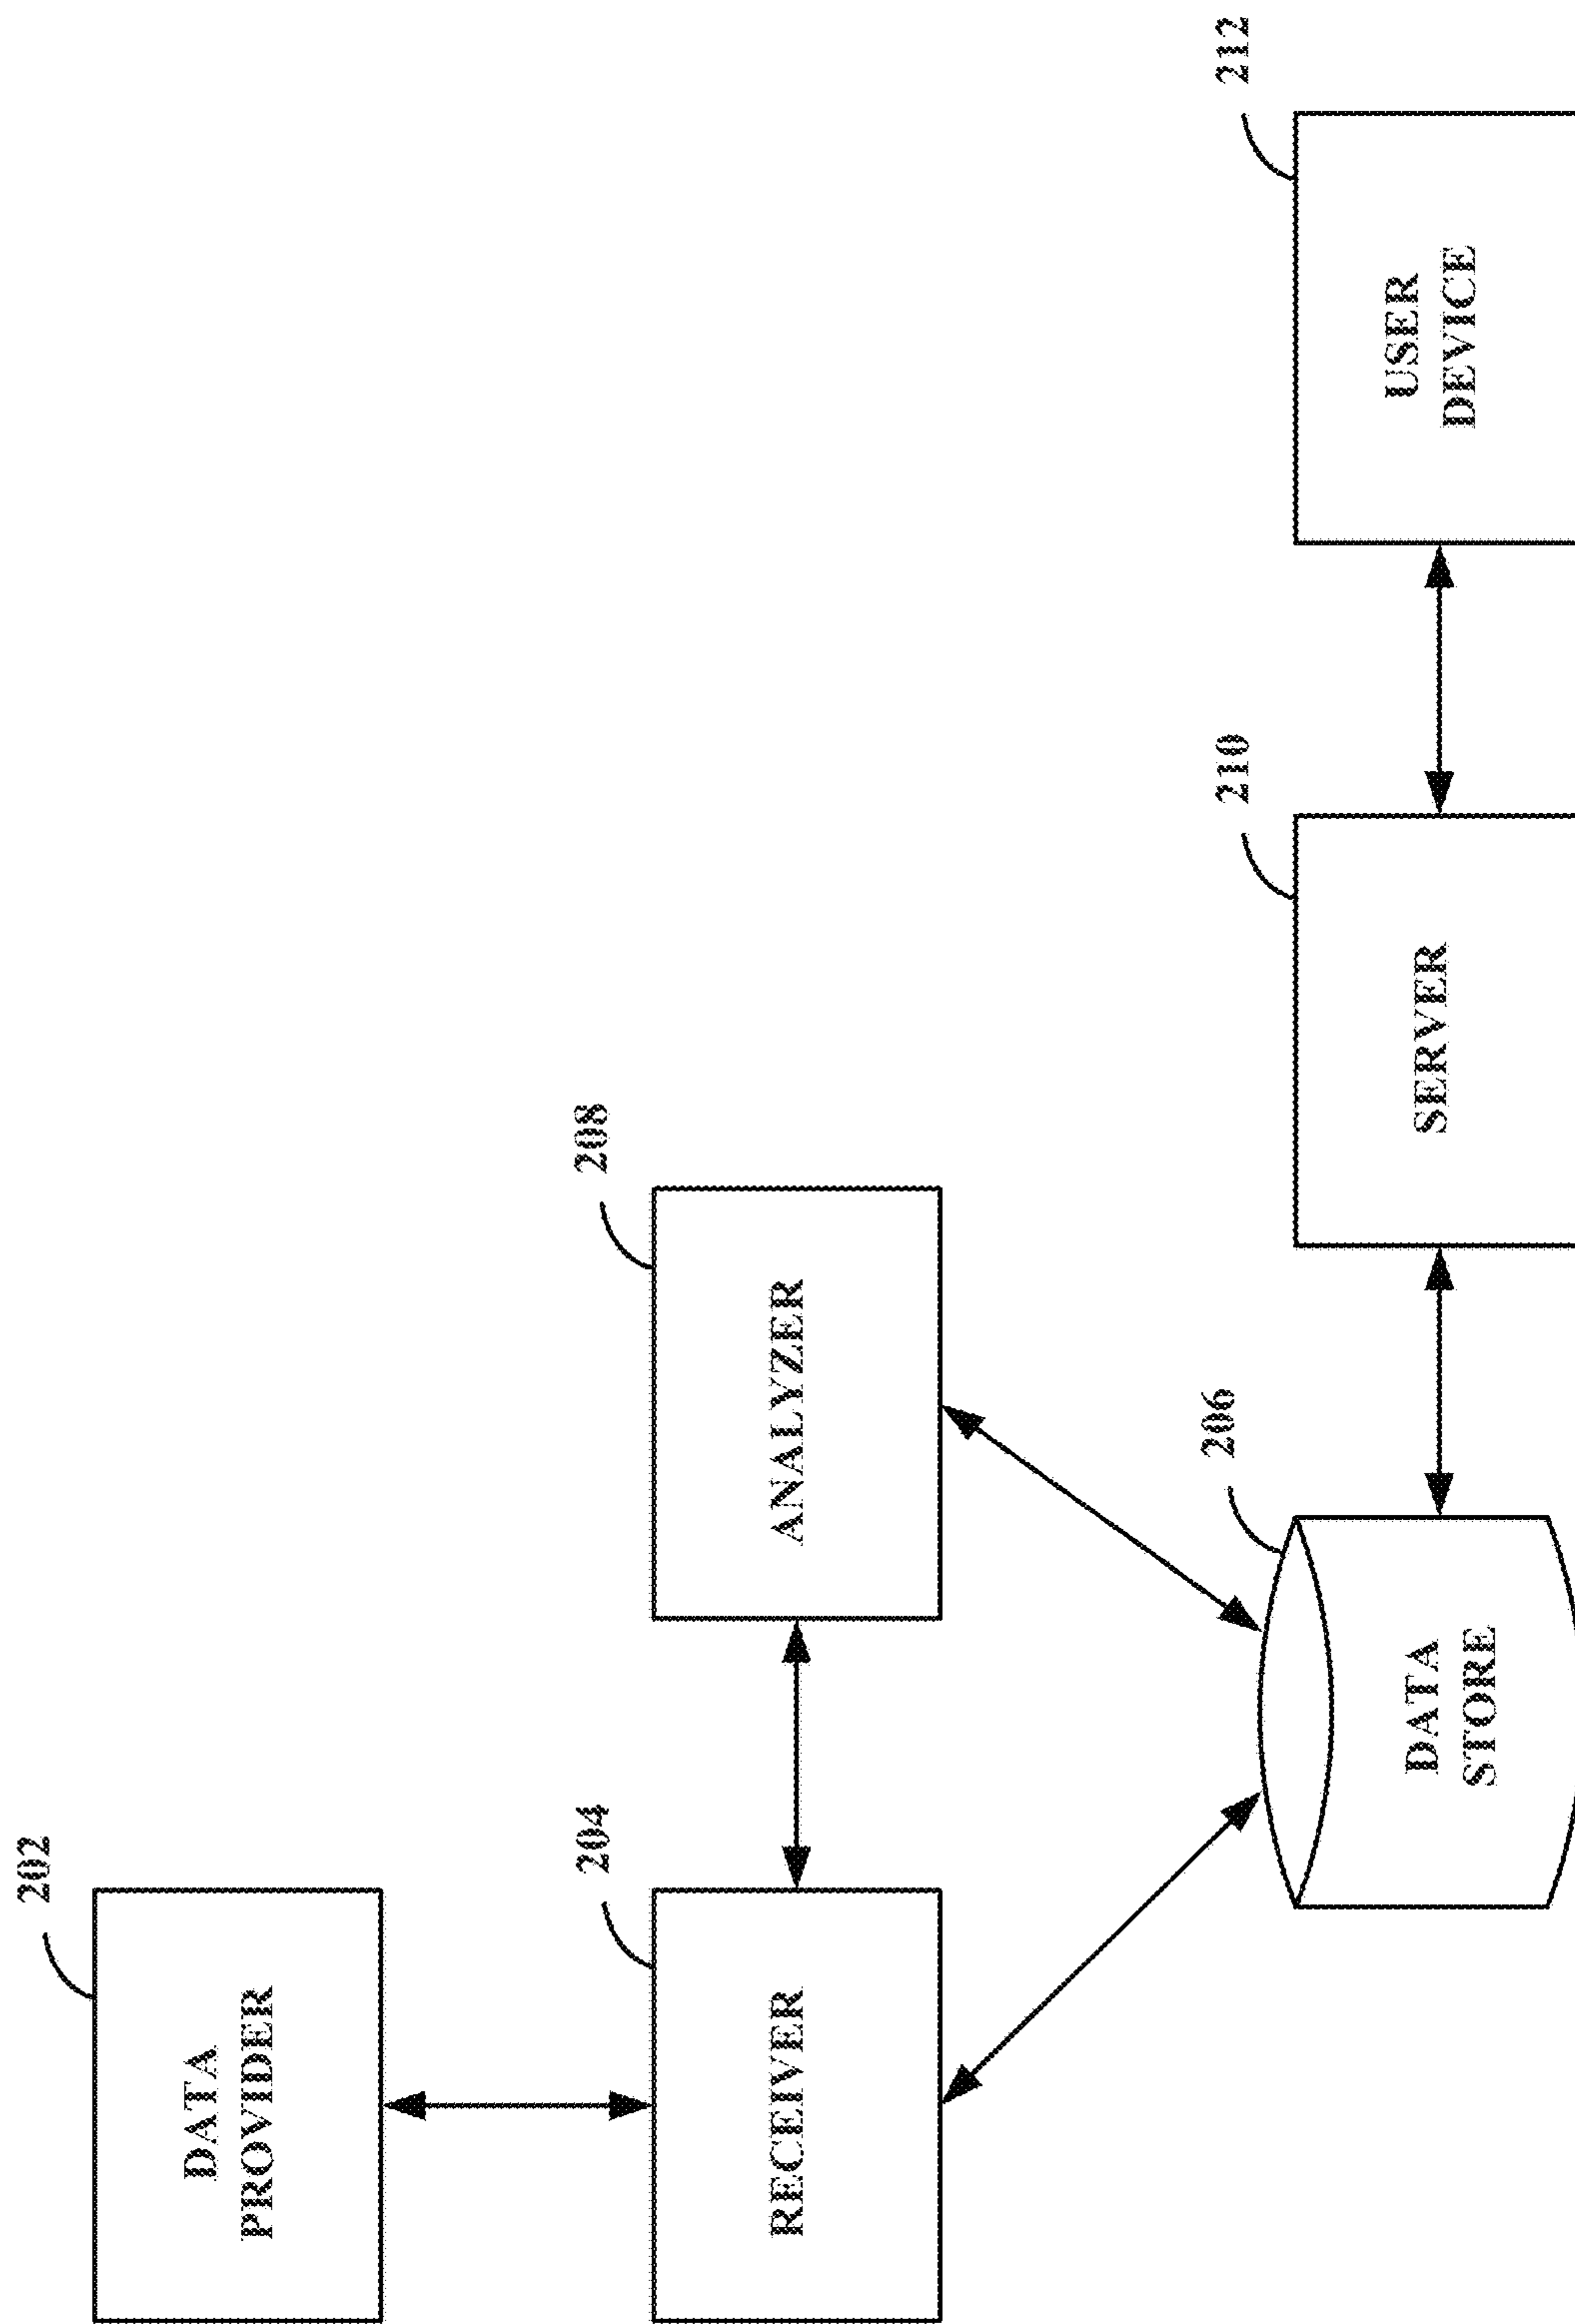 202
DATA
PROVIDER
204
RECEIVER
208
ANALYZER
206
DATA
STORE
210
SERVER
212
USER
DEVICE